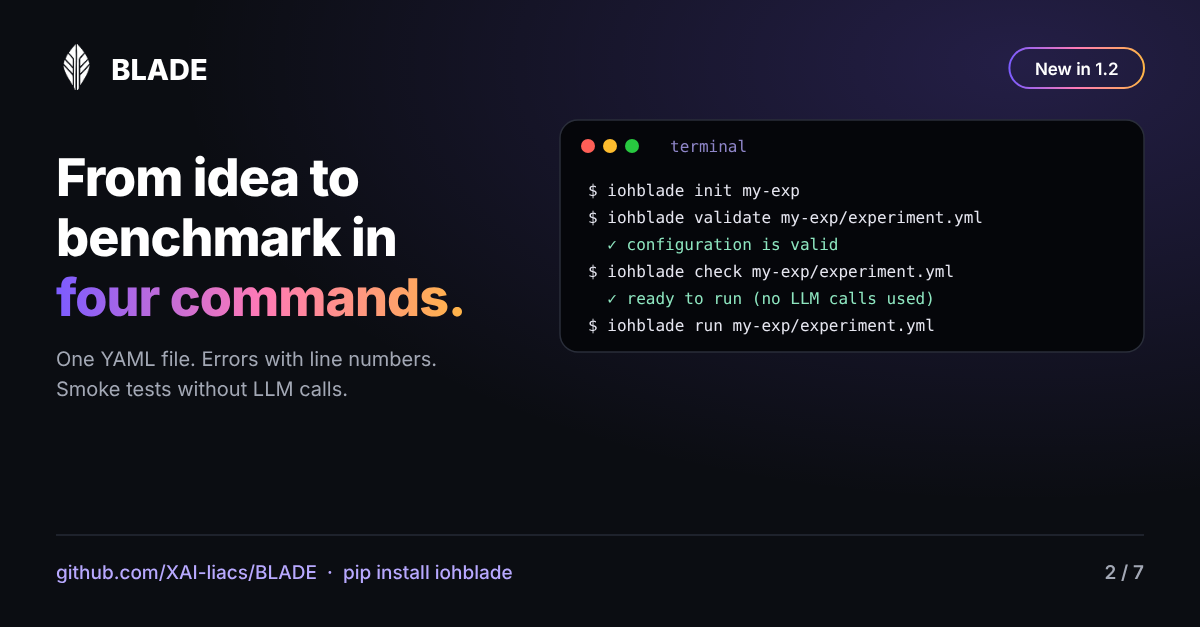 BLADE
New in 1.2
From idea to
benchmark in
four commands.
One YAML file. Errors with line numbers.
Smoke tests without LLM calls.
terminal
$ iohblade init my-exp
$ iohblade validate my-exp/experiment.yml
✓ configuration is valid
$ iohblade check my-exp/experiment.yml
✓ ready to run (no LLM calls used)
$ iohblade run my-exp/experiment.yml
github.com/XAI-liacs/BLADE · pip install iohblade
2 / 7